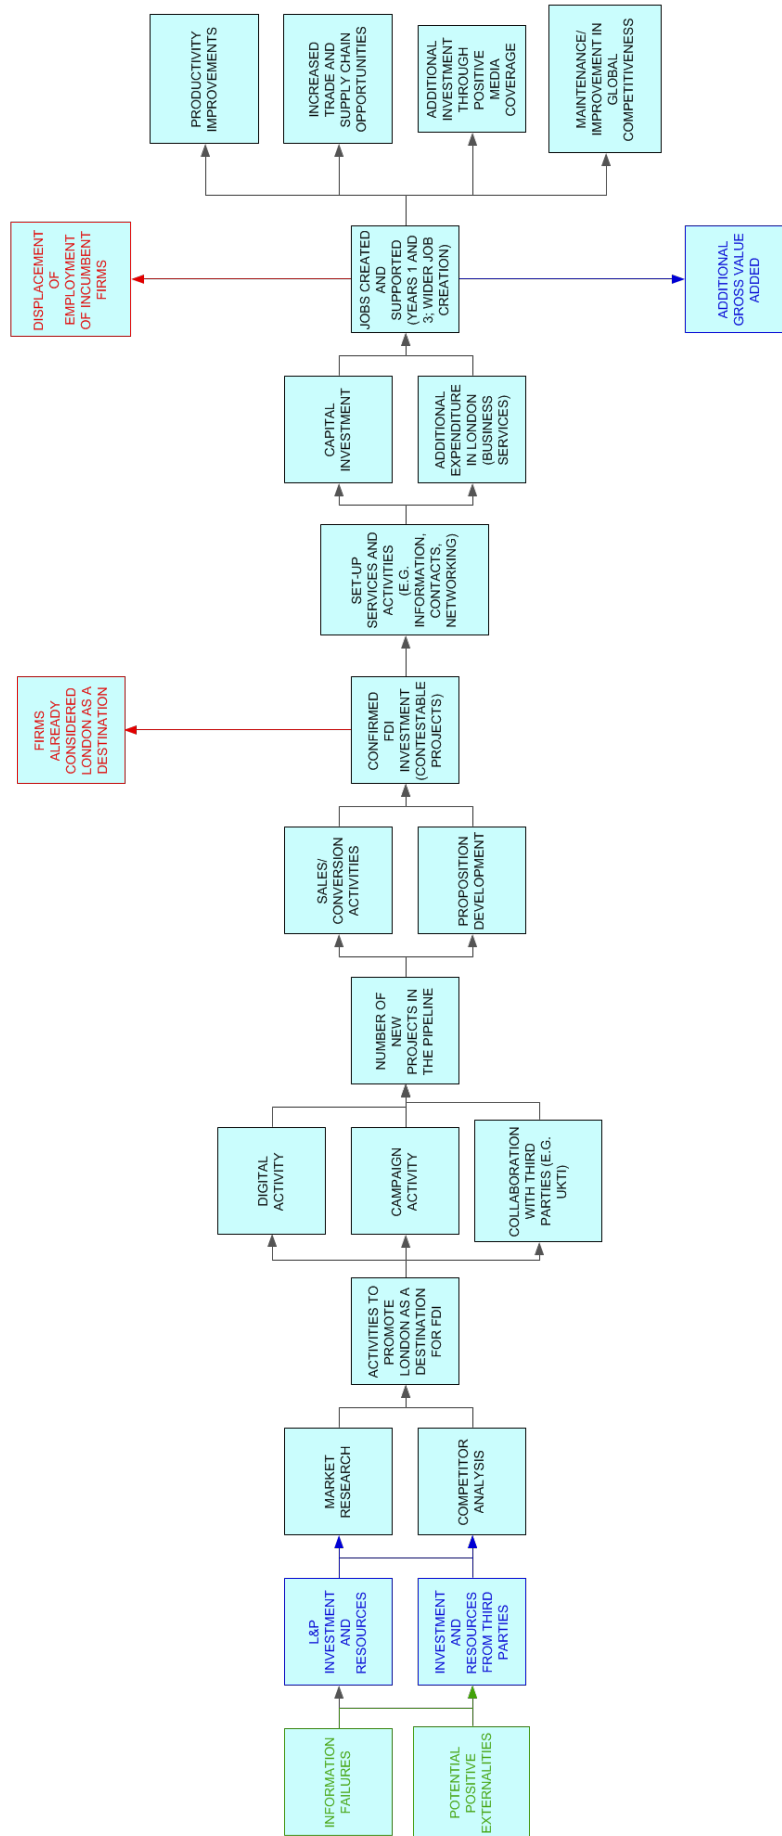 INFORMATION
FAILURES
POTENTIAL
POSITIVE
EXTERNALITIES
L&P
INVESTMENT
AND
RESOURCES
INVESTMENT
AND
RESOURCES
FROM THIRD
PARTIES
MARKET
RESEARCH
COMPETITOR
ANALYSIS
ACTIVITIES TO
PROMOTE
LONDON AS A
DESTINATION
FOR FDI
DIGITAL
ACTIVITY
CAMPAIGN
ACTIVITY
COLLABORATION
WITH THIRD
PARTIES (E.G.
UKTI)
NUMBER OF
NEW
PROJECTS IN
THE PIPELINE
SALES/
CONVERSION
ACTIVITIES
PROPOSITION
DEVELOPMENT
FIRMS
ALREADY
CONSIDERED
LONDON AS A
DESTINATION
CONFIRMED
FDI
INVESTMENT
(CONTESTABLE
PROJECTS)
SET-UP
SERVICES AND
ACTIVITIES
(E.G.
INFORMATION,
CONTACTS,
NETWORKING)
CAPITAL
INVESTMENT
ADDITIONAL
EXPENDITURE
IN LONDON
(BUSINESS
SERVICES)
DISPLACEMENT
OF
EMPLOYMENT
OF INCUMBENT
FIRMS
JOBS CREATED
AND
SUPPORTED
(YEARS 1 AND
3; WIDER JOB
CREATION)
ADDITIONAL
GROSS VALUE
ADDED
PRODUCTIVITY
IMPROVEMENTS
INCREASED
TRADE AND
SUPPLY CHAIN
OPPORTUNITIES
ADDITIONAL
INVESTMENT
THROUGH
POSITIVE
MEDIA
COVERAGE
MAINTENANCE/
IMPROVEMENT IN
GLOBAL
COMPETITIVENESS